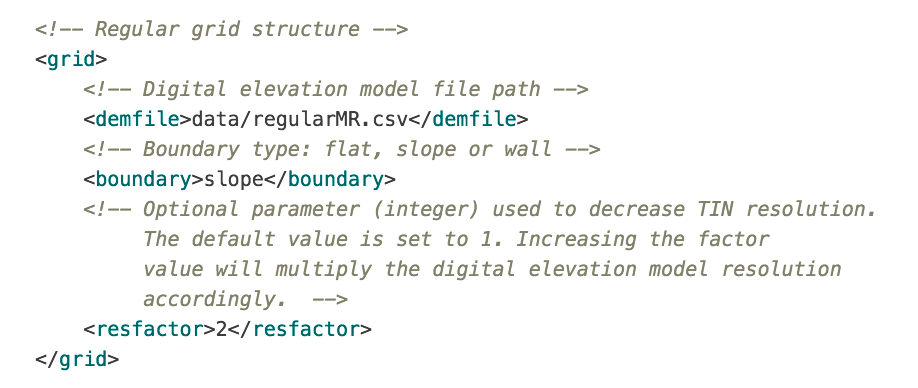 <!-- Regular grid structure -->
<grid>
    <!-- Digital elevation model file path -->
    <demfile>data/regularMR.csv</demfile>
    <!-- Boundary type: flat, slope or wall -->
    <boundary>slope</boundary>
    <!-- Optional parameter (integer) used to decrease TIN resolution.
         The default value is set to 1. Increasing the factor
         value will multiply the digital elevation model resolution
         accordingly.  -->
    <resfactor>2</resfactor>
</grid>